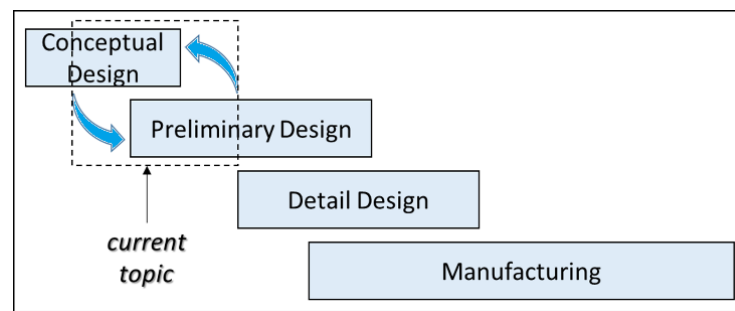 Conceptual
Design
Preliminary Design
Detail Design
current
topic
Manufacturing